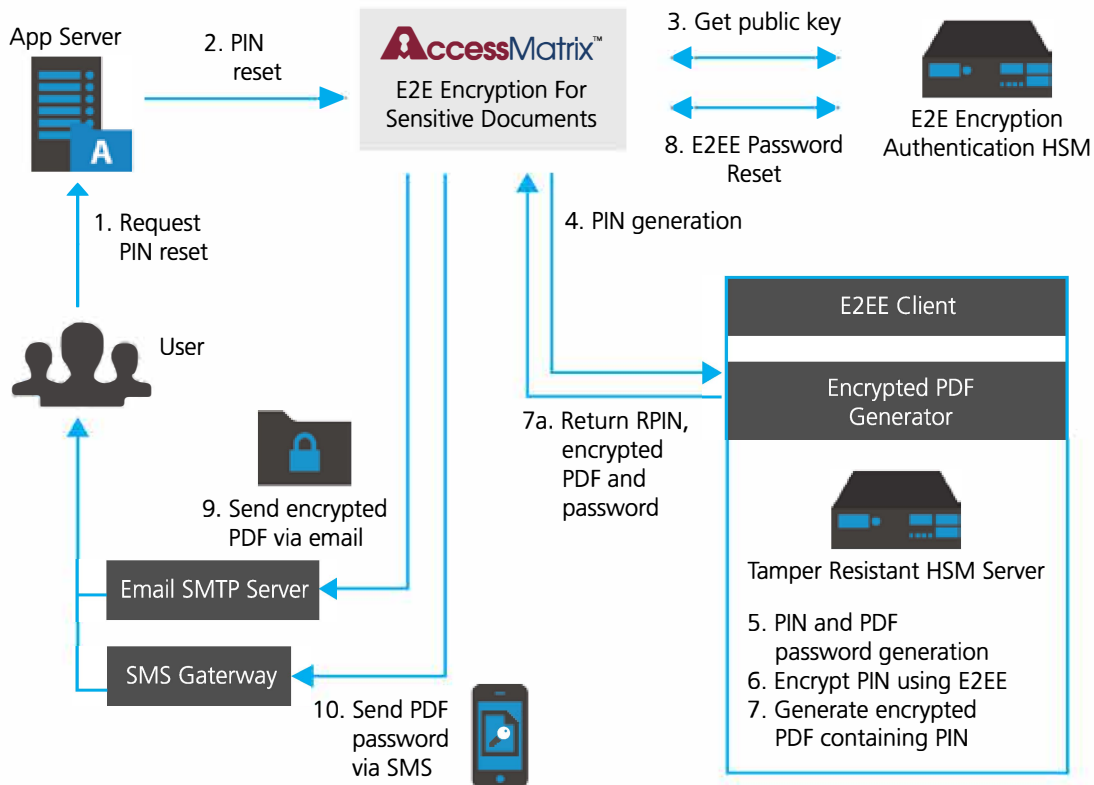 App Server
A
2. PIN
reset
AccessMatrix™
E2E Encryption For
Sensitive Documents
3. Get public key
8. E2EE Password
Reset
E2E Encryption
Authentication HSM
1. Request
PIN reset
User
4. PIN generation
7a. Return RPIN,
encrypted
PDF and
password
E2EE Client
Encrypted PDF
Generator
Tamper Resistant HSM Server
5. PIN and PDF
password generation
6. Encrypt PIN using E2EE
7. Generate encrypted
PDF containing PIN
9. Send encrypted
PDF via email
Email SMTP Server
SMS Gaterway
10. Send PDF
password
via SMS